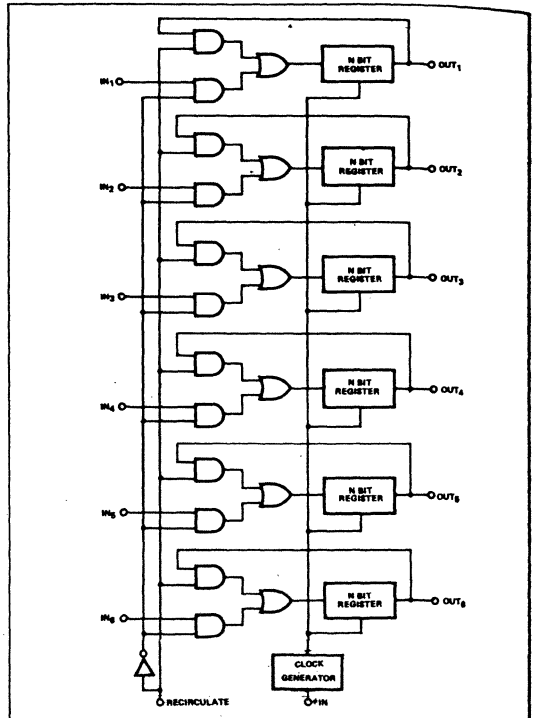 N BIT
REGISTER
OUT₁
IN₁
N BIT
REGISTER
OUT₂
IN₂
N BIT
REGISTER
OUT₃
IN₃
N BIT
REGISTER
OUT₄
IN₄
N BIT
REGISTER
OUT₅
IN₅
N BIT
REGISTER
OUT₆
IN₆
CLOCK
GENERATOR
RECIRCULATE
IN